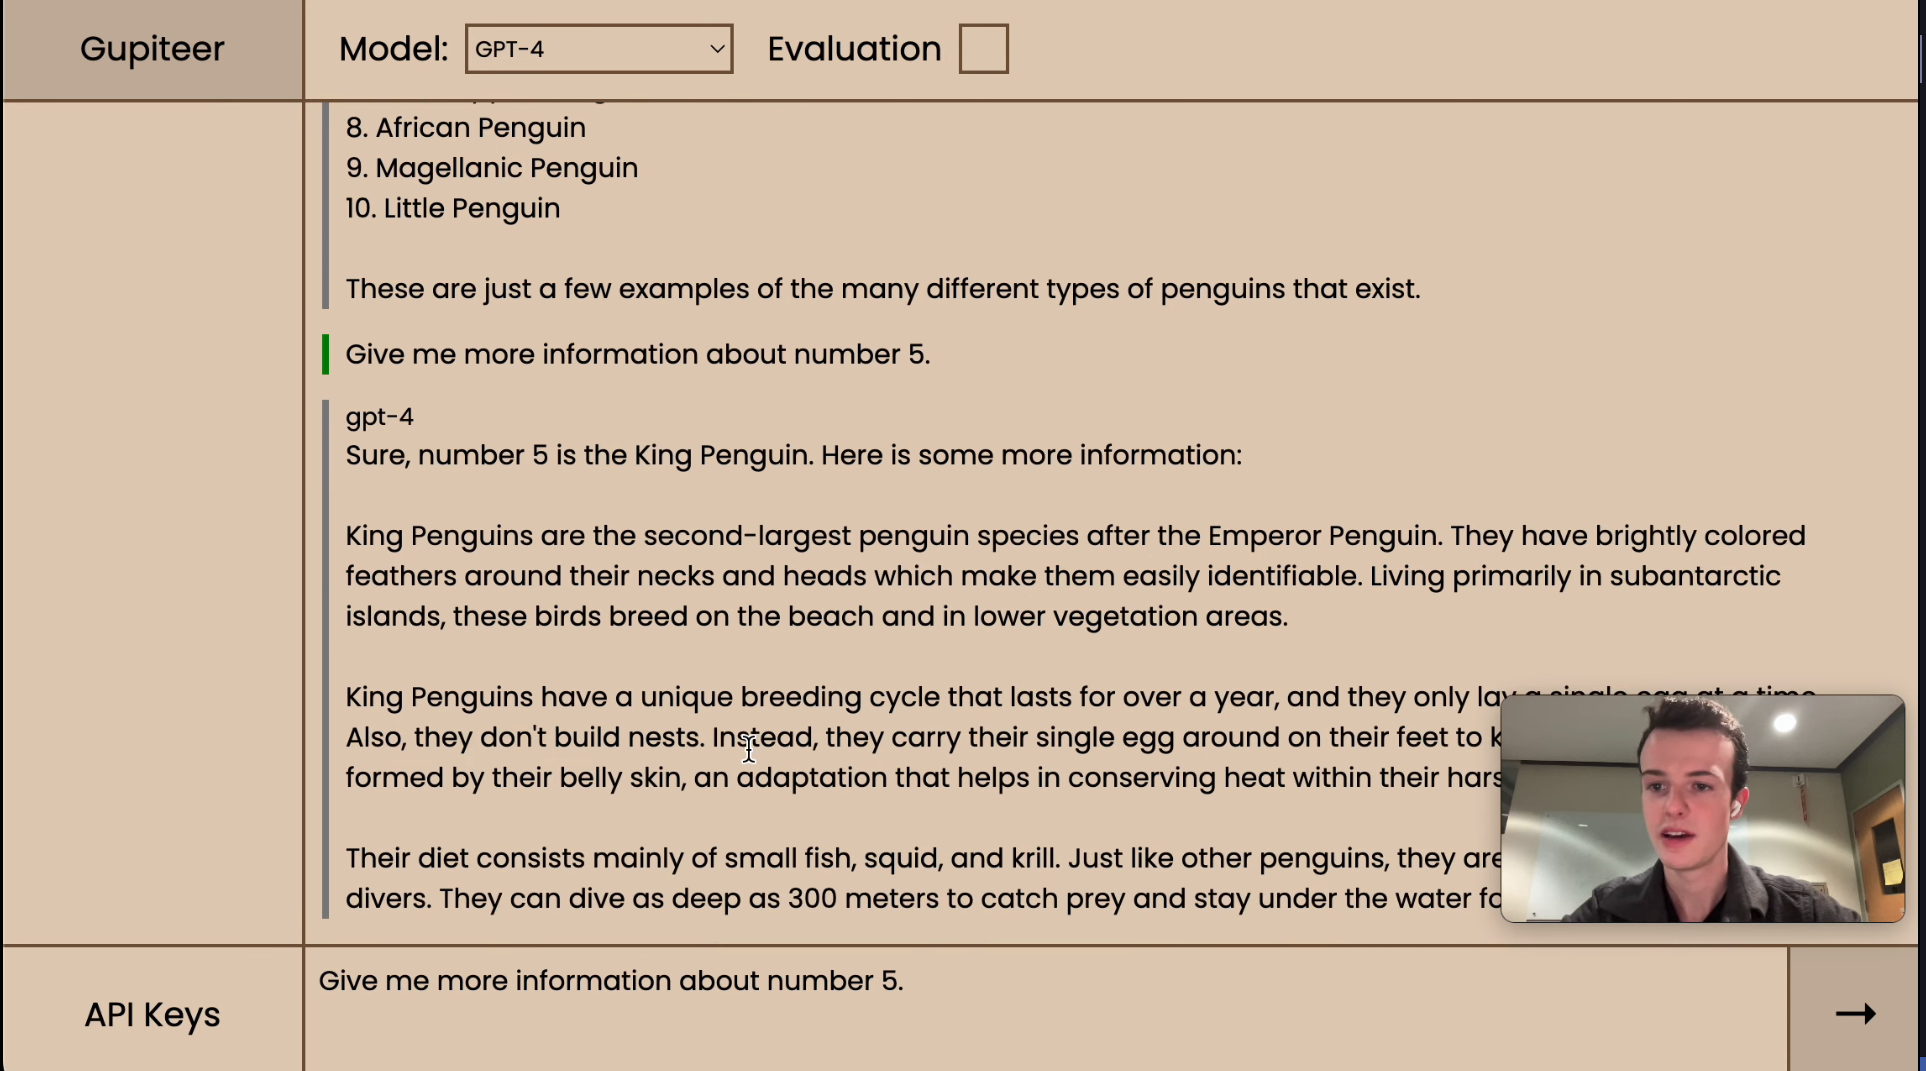 Gupiteer
Model: GPT-4 Evaluation
8. African Penguin
9. Magellanic Penguin
10. Little Penguin
These are just a few examples of the many different types of penguins that exist.
Give me more information about number 5.
gpt-4
Sure, number 5 is the King Penguin. Here is some more information:
King Penguins are the second-largest penguin species after the Emperor Penguin. They have brightly colored
feathers around their necks and heads which make them easily identifiable. Living primarily in subantarctic
islands, these birds breed on the beach and in lower vegetation areas.
King Penguins have a unique breeding cycle that lasts for over a year, and they only lay a single egg at a time.
Also, they don't build nests. Instead, they carry their single egg around on their feet to
formed by their belly skin, an adaptation that helps in conserving heat within their
Their diet consists mainly of small fish, squid, and krill. Just like other penguins, they are
divers. They can dive as deep as 300 meters to catch prey and stay under the water
API Keys
Give me more information about number 5.
→